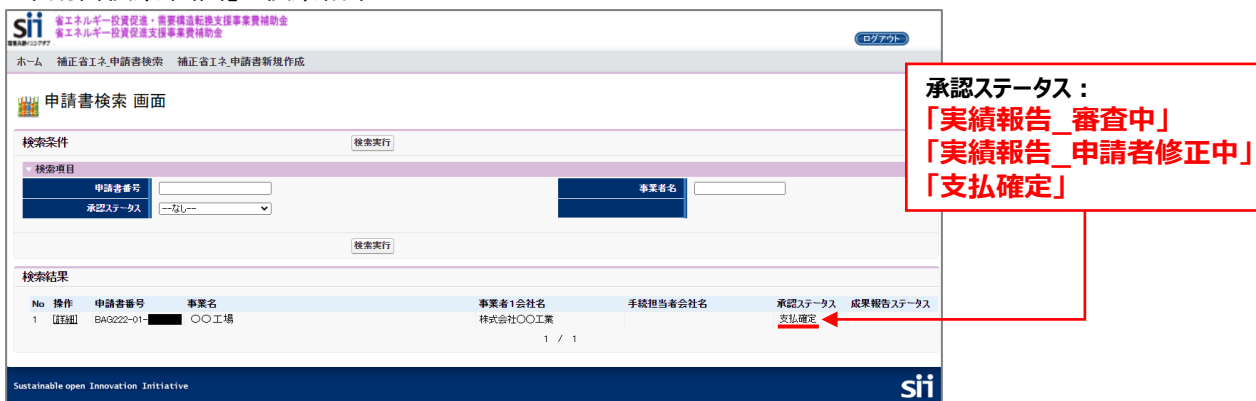 sii 省エネルギー投資促進・需要構造転換支援事業費補助金
省エネルギー投資促進支援事業費補助金
ログアウト
ホーム 補正省エネ_申請書検索 補正省エネ_申請書新規作成
申請書検索 画面
検索条件 検索実行
検索項目
申請書番号 事業者名
承認ステータス --なし--
検索実行
検索結果
No 操作 申請書番号 事業名 事業者1会社名 手続担当者会社名 承認ステータス 成果報告ステータス
1 [詳細] BAG222-01- 〇〇工場 株式会社〇〇工業 支払確定
1 / 1
Sustainable open Innovation Initiative sii
承認ステータス：
「実績報告_審査中」
「実績報告_申請者修正中」
「支払確定」